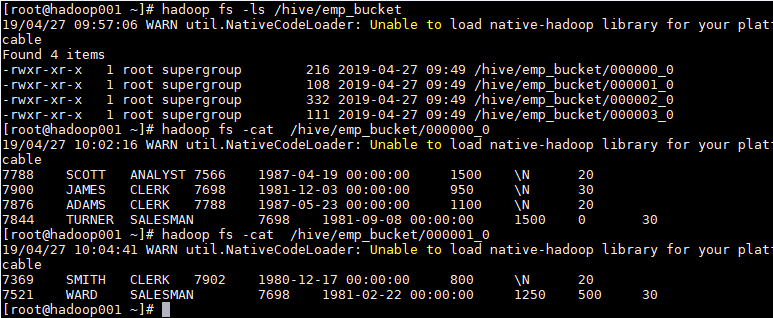 [root@hadoop001 ~]# hadoop fs -ls /hive/emp_bucket
19/04/27 09:57:06 WARN util.NativeCodeLoader: Unable to load native-hadoop library for your plat
cable
Found 4 items
-rwxr-xr-x   1 root supergroup        216 2019-04-27 09:49 /hive/emp_bucket/000000_0
-rwxr-xr-x   1 root supergroup        108 2019-04-27 09:49 /hive/emp_bucket/000001_0
-rwxr-xr-x   1 root supergroup        332 2019-04-27 09:49 /hive/emp_bucket/000002_0
-rwxr-xr-x   1 root supergroup        111 2019-04-27 09:49 /hive/emp_bucket/000003_0
[root@hadoop001 ~]# hadoop fs -cat  /hive/emp_bucket/000000_0
19/04/27 10:02:16 WARN util.NativeCodeLoader: Unable to load native-hadoop library for your platf
cable
7788    SCOTT   ANALYST 7566    1987-04-19 00:00:00     1500    \N      20
7900    JAMES   CLERK   7698    1981-12-03 00:00:00     950     \N      30
7876    ADAMS   CLERK   7788    1987-05-23 00:00:00     1100    \N      20
7844    TURNER  SALESMAN        7698    1981-09-08 00:00:00     1500    0       30
[root@hadoop001 ~]# hadoop fs -cat  /hive/emp_bucket/000001_0
19/04/27 10:04:41 WARN util.NativeCodeLoader: Unable to load native-hadoop library for your platf
cable
7369    SMITH   CLERK   7902    1980-12-17 00:00:00     800     \N      20
7521    WARD    SALESMAN        7698    1981-02-22 00:00:00     1250    500     30
[root@hadoop001 ~]#